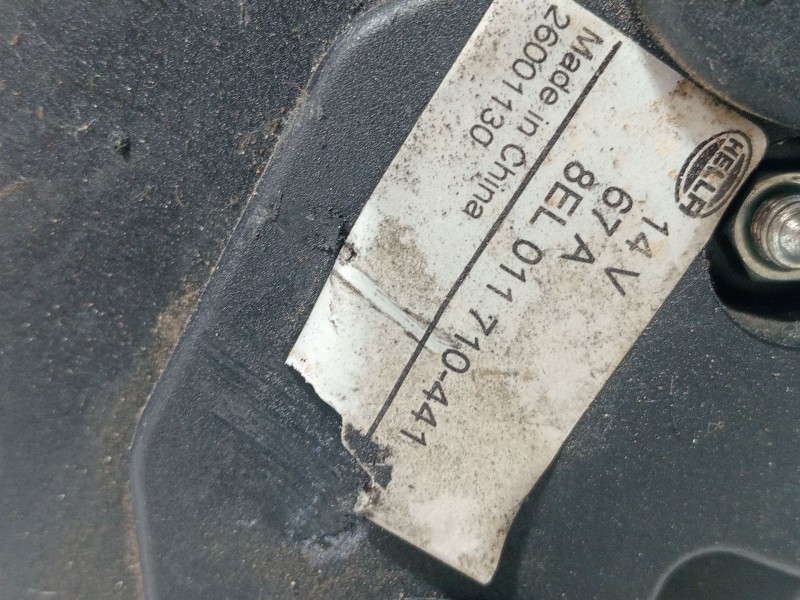 HELLA
14 V
67 A
8EL 011 710-441
Made in China
26001130